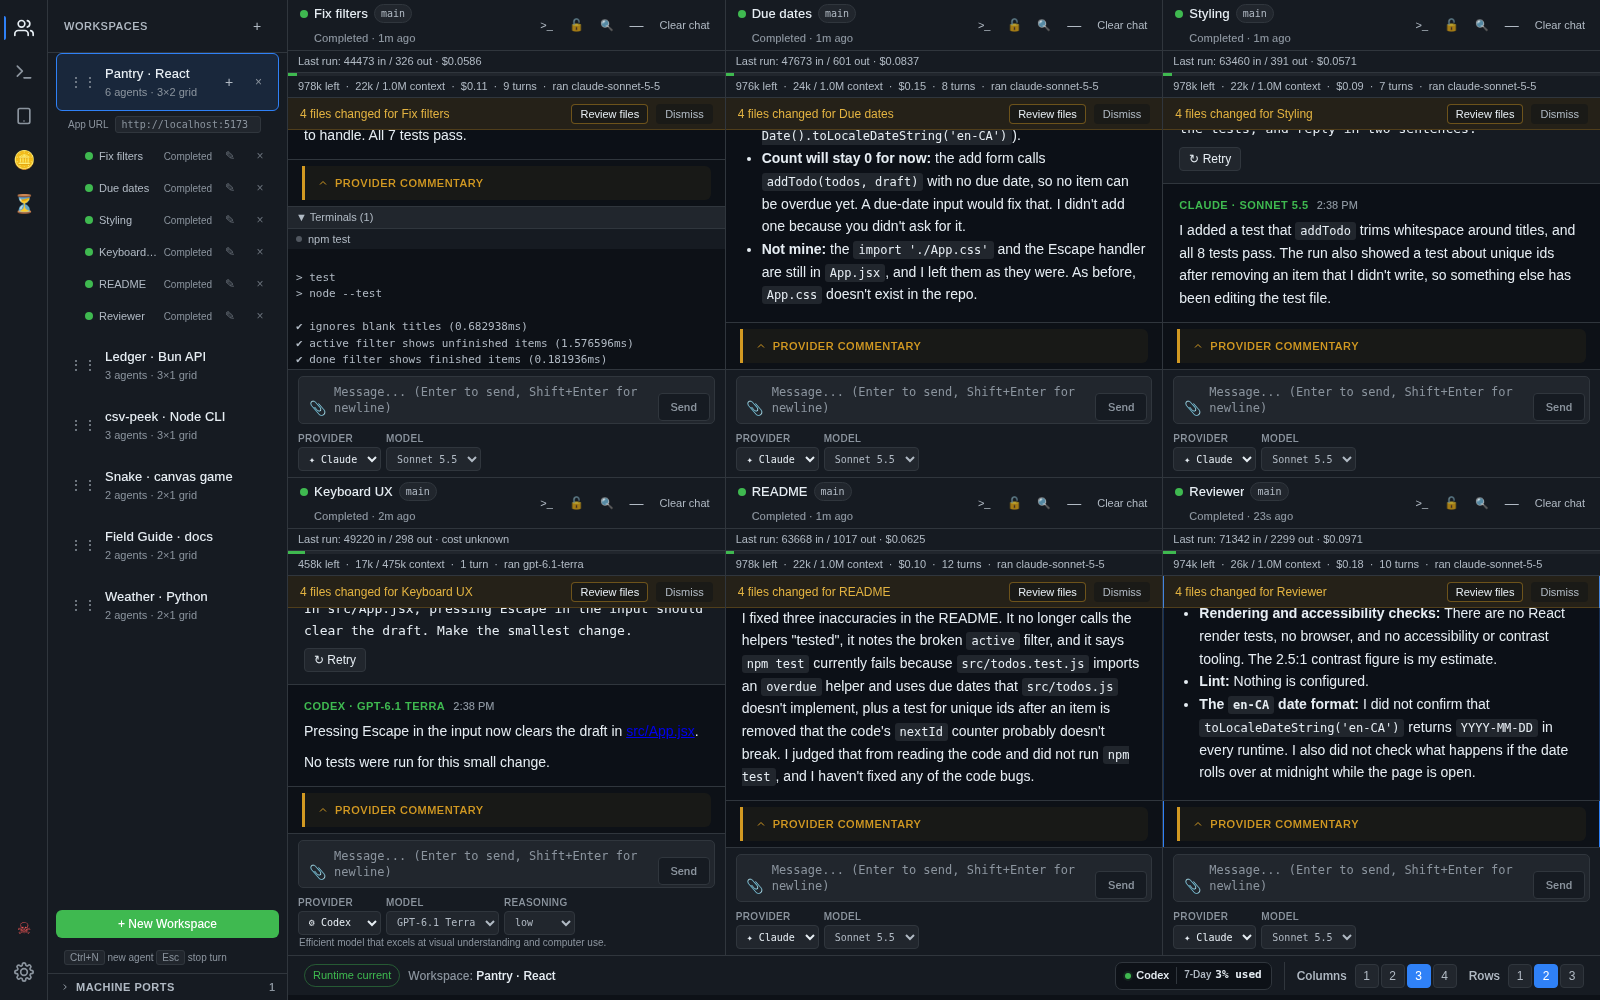 WORKSPACES +
Pantry · React + ×
6 agents · 3×2 grid
App URL http://localhost:5173
Fix filters Completed ✎ ×
Due dates Completed ✎ ×
Styling Completed ✎ ×
Keyboard... Completed ✎ ×
README Completed ✎ ×
Reviewer Completed ✎ ×
Ledger · Bun API
3 agents · 3×1 grid
csv-peek · Node CLI
3 agents · 3×1 grid
Snake · canvas game
2 agents · 2×1 grid
Field Guide · docs
2 agents · 2×1 grid
Weather · Python
2 agents · 2×1 grid
+ New Workspace
Ctrl+N new agent Esc stop turn
MACHINE PORTS 1
Fix filters main
>_ Clear chat
Completed · 1m ago
Last run: 44473 in / 326 out · $0.0586
978k left · 22k / 1.0M context · $0.11 · 9 turns · ran claude-sonnet-5-5
4 files changed for Fix filters Review files Dismiss
to handle. All 7 tests pass.
PROVIDER COMMENTARY
▼ Terminals (1)
npm test
> test
> node --test
✔ ignores blank titles (0.682938ms)
✔ active filter shows unfinished items (1.576596ms)
✔ done filter shows finished items (0.181936ms)
Message... (Enter to send, Shift+Enter for
newline)
Send
PROVIDER MODEL
✦ Claude Sonnet 5.5
Due dates main
>_ Clear chat
Completed · 1m ago
Last run: 47673 in / 601 out · $0.0837
976k left · 24k / 1.0M context · $0.15 · 8 turns · ran claude-sonnet-5-5
4 files changed for Due dates Review files Dismiss
Date().toLocaleDateString('en-CA') ).
• Count will stay 0 for now: the add form calls
addTodo(todos, draft) with no due date, so no item can
be overdue yet. A due-date input would fix that. I didn't add
one because you didn't ask for it.
• Not mine: the import './App.css' and the Escape handler
are still in App.jsx, and I left them as they were. As before,
App.css doesn't exist in the repo.
PROVIDER COMMENTARY
Message... (Enter to send, Shift+Enter for
newline)
Send
PROVIDER MODEL
✦ Claude Sonnet 5.5
Styling main
>_ Clear chat
Completed · 1m ago
Last run: 63460 in / 391 out · $0.0571
978k left · 22k / 1.0M context · $0.09 · 7 turns · ran claude-sonnet-5-5
4 files changed for Styling Review files Dismiss
the tests, and reply in two sentences.
↻ Retry
CLAUDE · SONNET 5.5 2:38 PM
I added a test that addTodo trims whitespace around titles, and
all 8 tests pass. The run also showed a test about unique ids
after removing an item that I didn't write, so something else has
been editing the test file.
PROVIDER COMMENTARY
Message... (Enter to send, Shift+Enter for
newline)
Send
PROVIDER MODEL
✦ Claude Sonnet 5.5
Keyboard UX main
>_ Clear chat
Completed · 2m ago
Last run: 49220 in / 298 out · cost unknown
458k left · 17k / 475k context · 1 turn · ran gpt-6.1-terra
4 files changed for Keyboard UX Review files Dismiss
In src/App.jsx, pressing Escape in the input should
clear the draft. Make the smallest change.
↻ Retry
CODEX · GPT-6.1 TERRA 2:38 PM
Pressing Escape in the input now clears the draft in src/App.jsx.
No tests were run for this small change.
PROVIDER COMMENTARY
Message... (Enter to send, Shift+Enter for
newline)
Send
PROVIDER MODEL REASONING
Codex GPT-6.1 Terra low
Efficient model that excels at visual understanding and computer use.
README main
>_ Clear chat
Completed · 1m ago
Last run: 63668 in / 1017 out · $0.0625
978k left · 22k / 1.0M context · $0.10 · 12 turns · ran claude-sonnet-5-5
4 files changed for README Review files Dismiss
I fixed three inaccuracies in the README. It no longer calls the
helpers "tested", it notes the broken active filter, and it says
npm test currently fails because src/todos.test.js imports
an overdue helper and uses due dates that src/todos.js
doesn't implement, plus a test for unique ids after an item is
removed that the code's nextId counter probably doesn't
break. I judged that from reading the code and did not run npm
test, and I haven't fixed any of the code bugs.
PROVIDER COMMENTARY
Message... (Enter to send, Shift+Enter for
newline)
Send
PROVIDER MODEL
✦ Claude Sonnet 5.5
Reviewer main
>_ Clear chat
Completed · 23s ago
Last run: 71342 in / 2299 out · $0.0971
974k left · 26k / 1.0M context · $0.18 · 10 turns · ran claude-sonnet-5-5
4 files changed for Reviewer Review files Dismiss
• Rendering and accessibility checks: There are no React
render tests, no browser, and no accessibility or contrast
tooling. The 2.5:1 contrast figure is my estimate.
• Lint: Nothing is configured.
• The en-CA date format: I did not confirm that
toLocaleDateString('en-CA') returns YYYY-MM-DD in
every runtime. I also did not check what happens if the date
rolls over at midnight while the page is open.
PROVIDER COMMENTARY
Message... (Enter to send, Shift+Enter for
newline)
Send
PROVIDER MODEL
✦ Claude Sonnet 5.5
Runtime current Workspace: Pantry · React
Codex 7-Day 3% used Columns 1 2 3 4 Rows 1 2 3